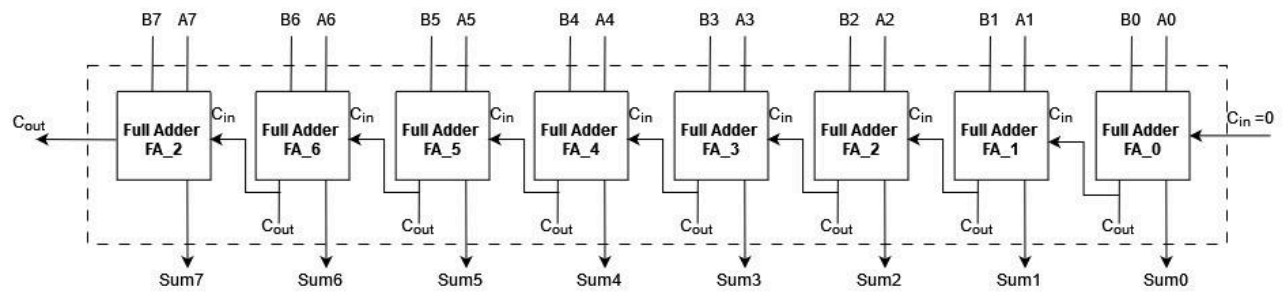 B7 A7 B6 A6 B5 A5 B4 A4 B3 A3 B2 A2 B1 A1 B0 A0
Cout Cin Cin Cin Cin Cin Cin Cin Cin =0
Full Adder FA_2
Full Adder FA_6
Full Adder FA_5
Full Adder FA_4
Full Adder FA_3
Full Adder FA_2
Full Adder FA_1
Full Adder FA_0
Cout Cout Cout Cout Cout Cout Cout
Sum7 Sum6 Sum5 Sum4 Sum3 Sum2 Sum1 Sum0